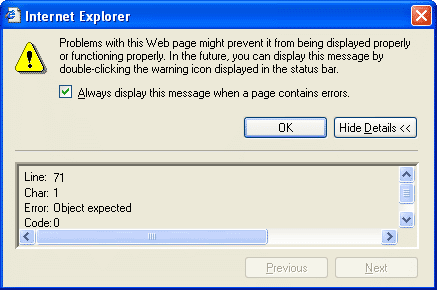 Internet Explorer
Problems with this Web page might prevent it from being displayed properly
or functioning properly. In the future, you can display this message by
double-clicking the warning icon displayed in the status bar.
Always display this message when a page contains errors.
OK
Hide Details <<
Line: 71
Char: 1
Error: Object expected
Code: 0
Previous
Next